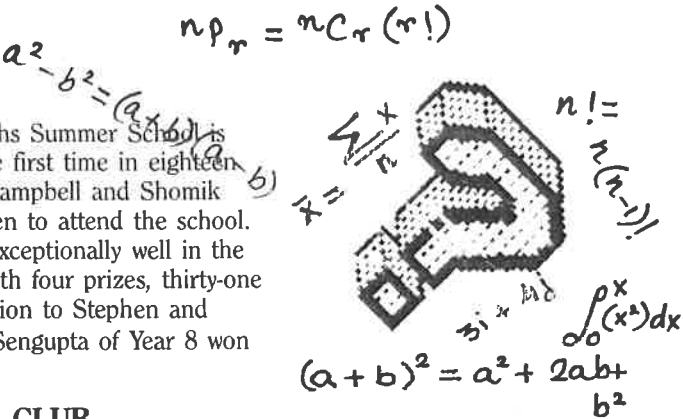 nPr = nCr (r!)
a² - b² = (a + b)(a - b)
hs Summer School is
e first time in eighteen
ampbell and Shomik
en to attend the school.
xceptionally well in the
th four prizes, thirty-one
ion to Stephen and
Sengupta of Year 8 won
CLUB
x̄ = Σx/n
n! =
n(n-1)!
∫₀ˣ(x²)dx
(a + b)² = a² + 2ab+
b²